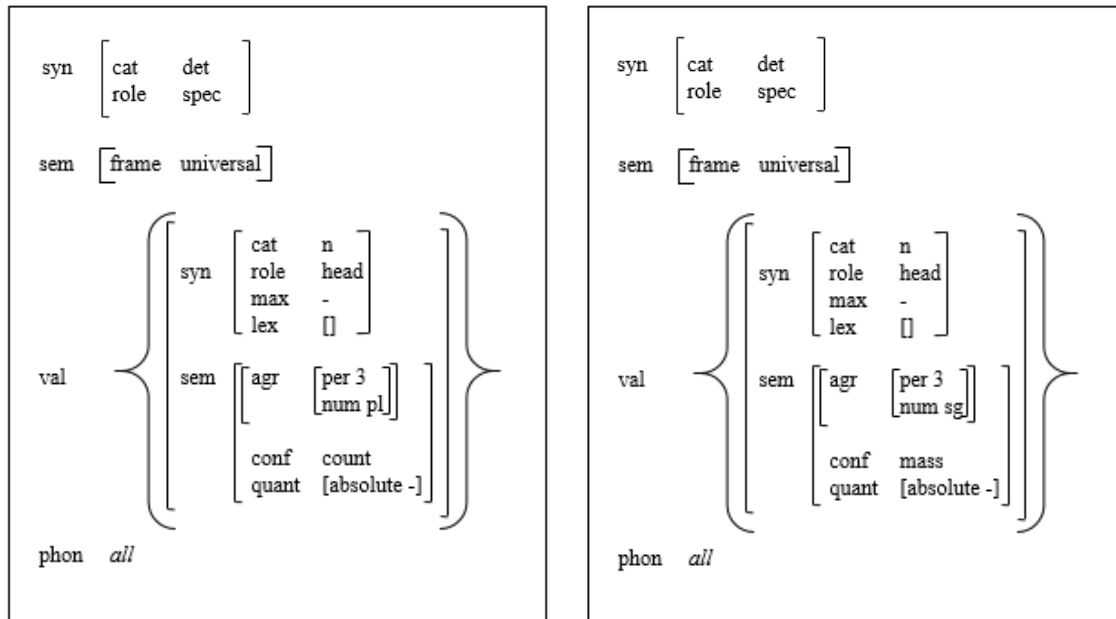 syn cat det
role spec
sem frame universal
cat n
syn role head
max -
lex []
val sem agr per 3
num pl
conf count
quant [absolute -]
phon all
syn cat det
role spec
sem frame universal
cat n
syn role head
max -
lex []
val sem agr per 3
num sg
conf mass
quant [absolute -]
phon all